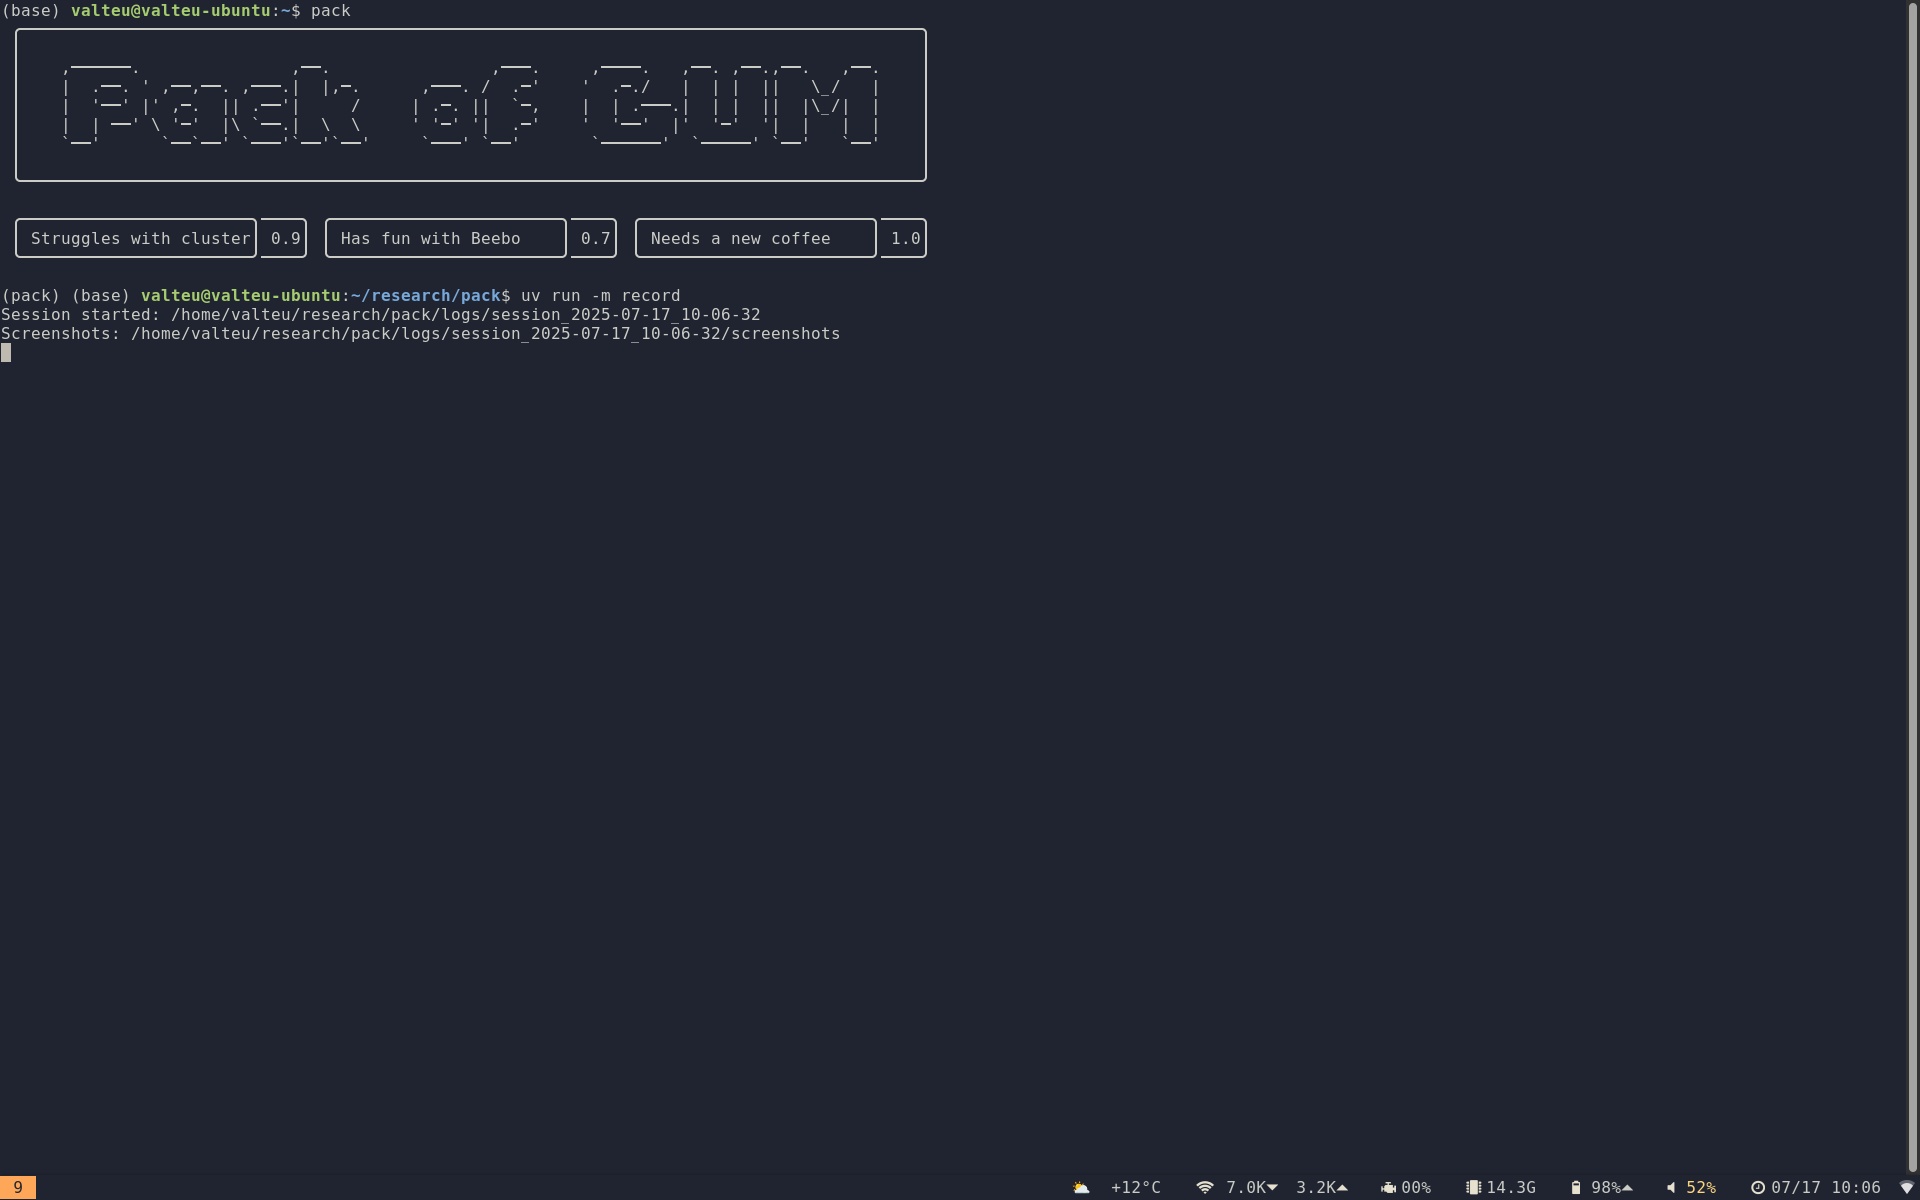 (base) valteu@valteu-ubuntu:~$ pack
Pack of GUM
Struggles with cluster 0.9 Has fun with Beebo 0.7 Needs a new coffee 1.0
(pack) (base) valteu@valteu-ubuntu:~/research/pack$ uv run -m record
Session started: /home/valteu/research/pack/logs/session_2025-07-17_10-06-32
Screenshots: /home/valteu/research/pack/logs/session_2025-07-17_10-06-32/screenshots
9 +12°C 7.0K 3.2K 00% 14.3G 98% 52% 07/17 10:06